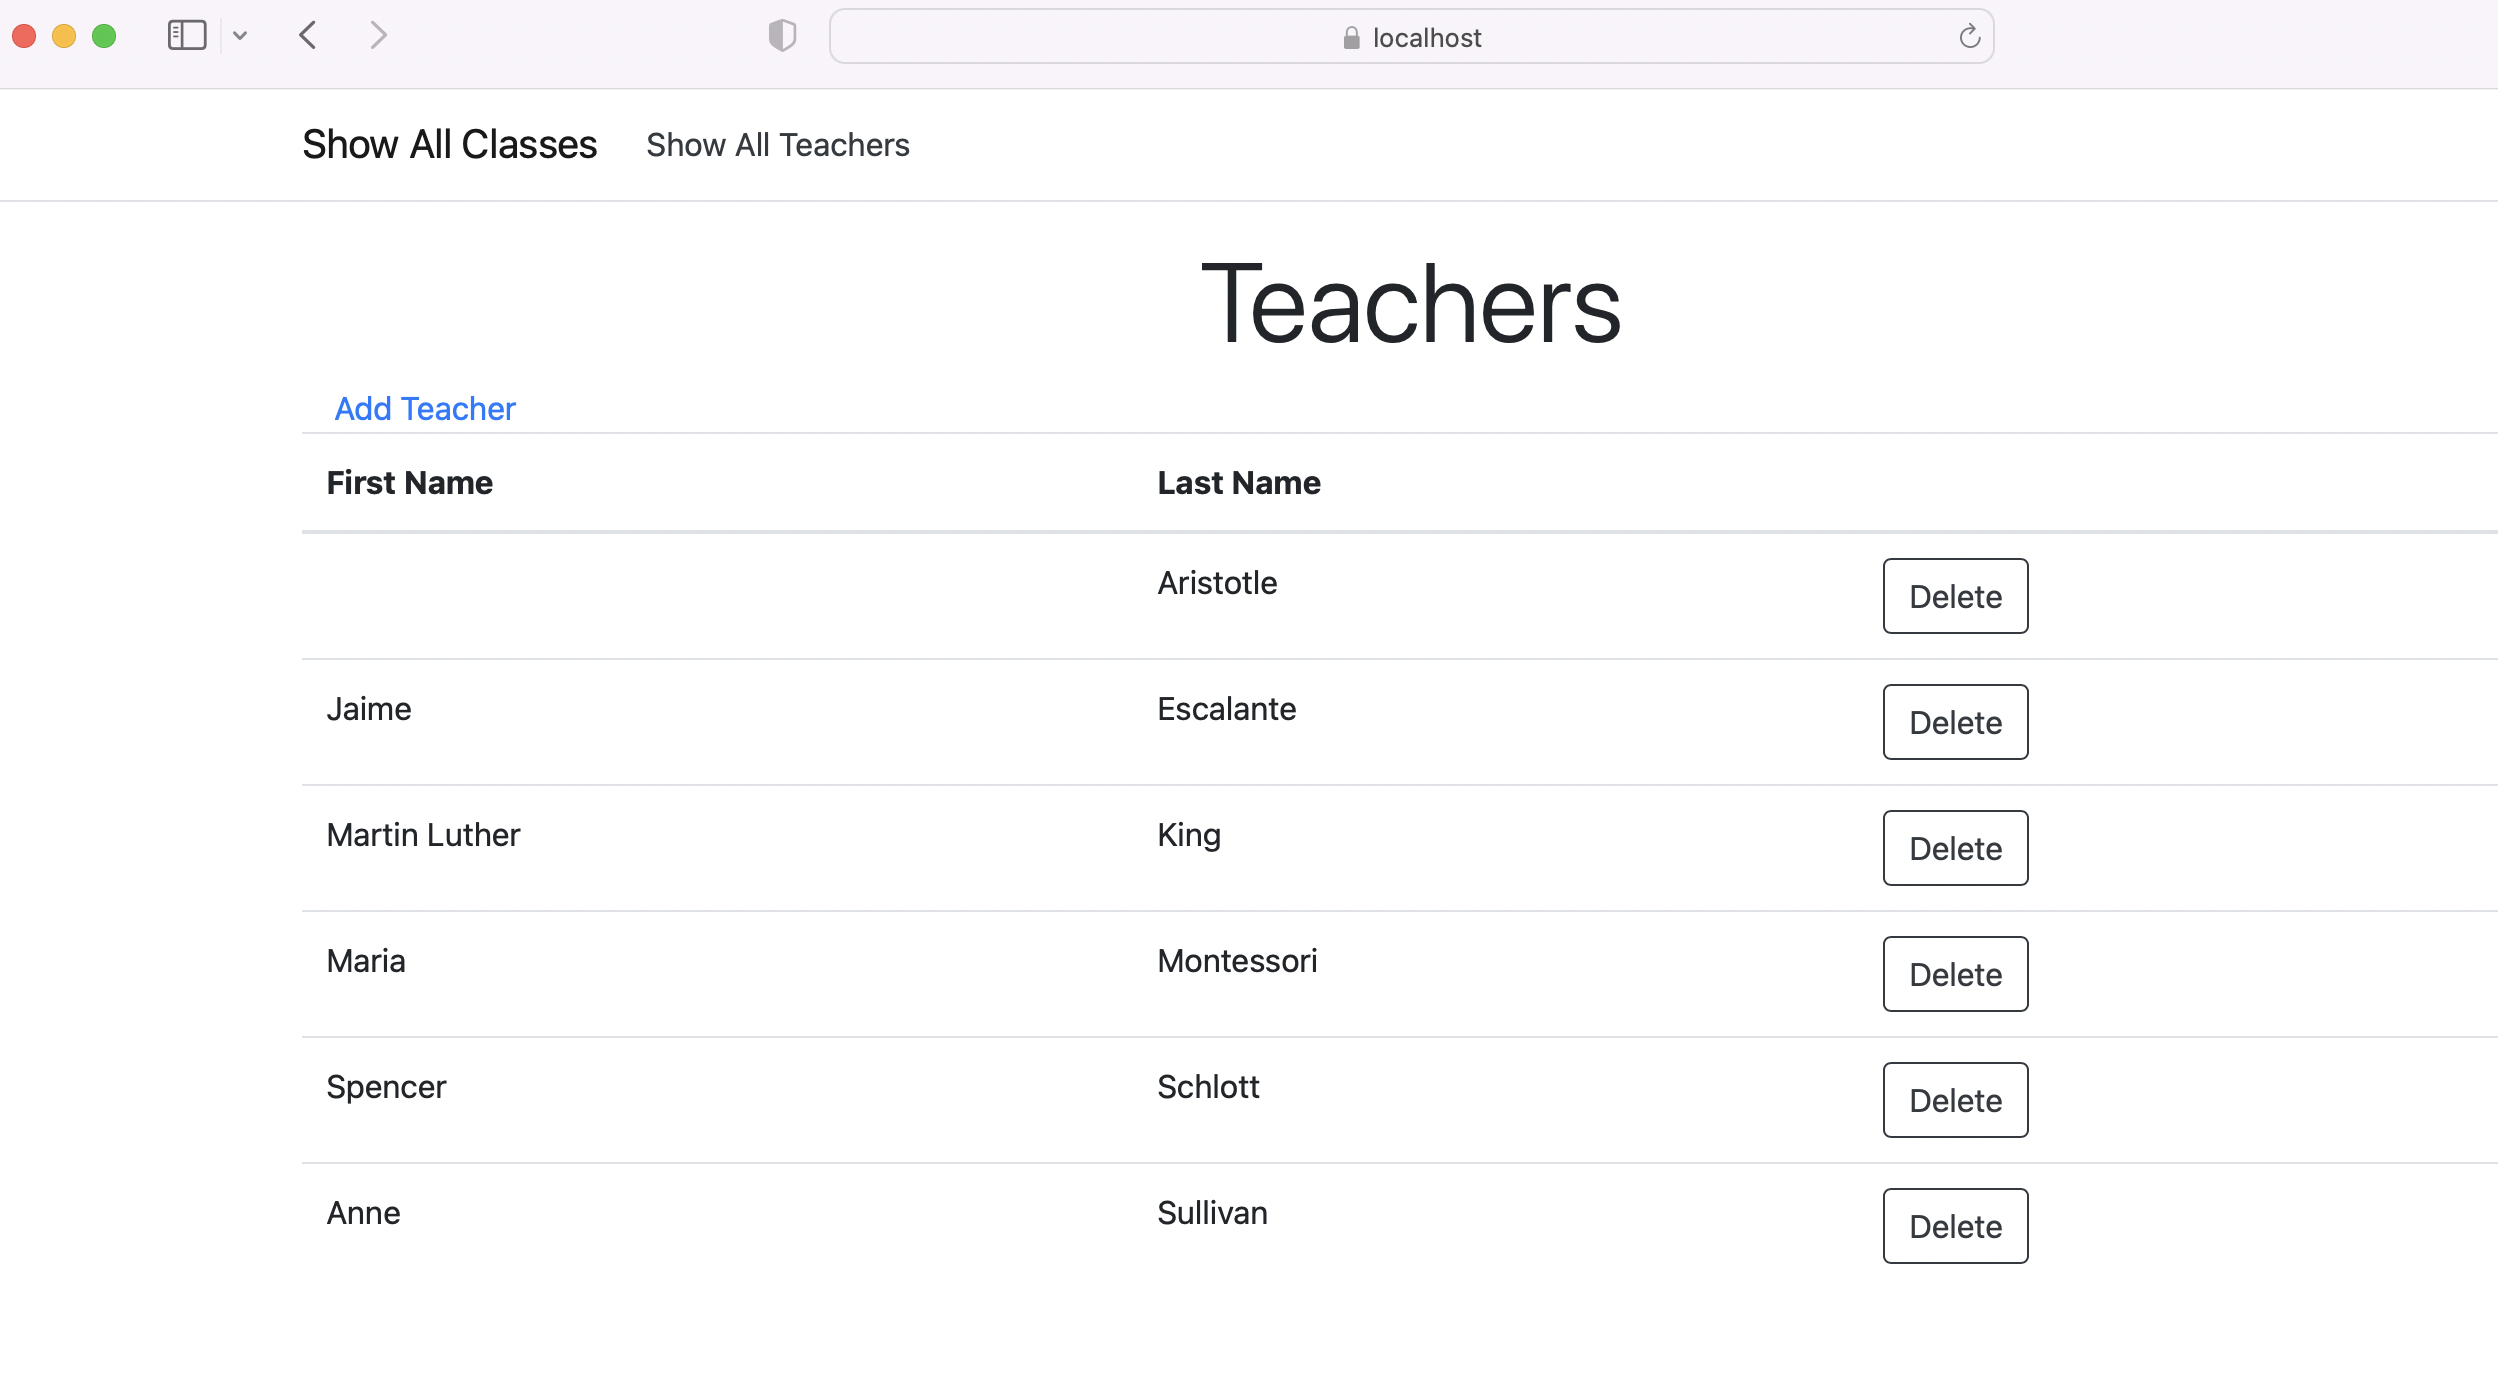 localhost
Show All Classes Show All Teachers
Teachers
Add Teacher
First Name Last Name
Aristotle Delete
Jaime Escalante Delete
Martin Luther King Delete
Maria Montessori Delete
Spencer Schlott Delete
Anne Sullivan Delete